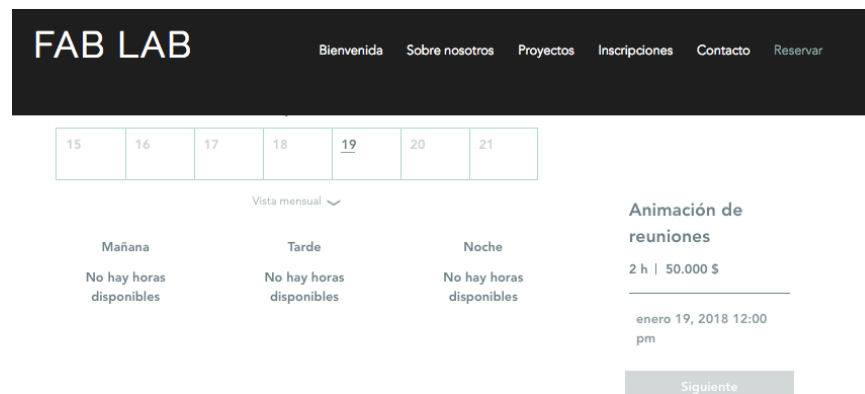 FAB LAB
Bienvenida Sobre nosotros Proyectos Inscripciones Contacto Reservar
15 16 17 18 19 20 21
Vista mensual
Mañana Tarde Noche
No hay horas disponibles No hay horas disponibles No hay horas disponibles
Animación de
reuniones
2 h | 50.000 $
enero 19, 2018 12:00
pm
Siguiente